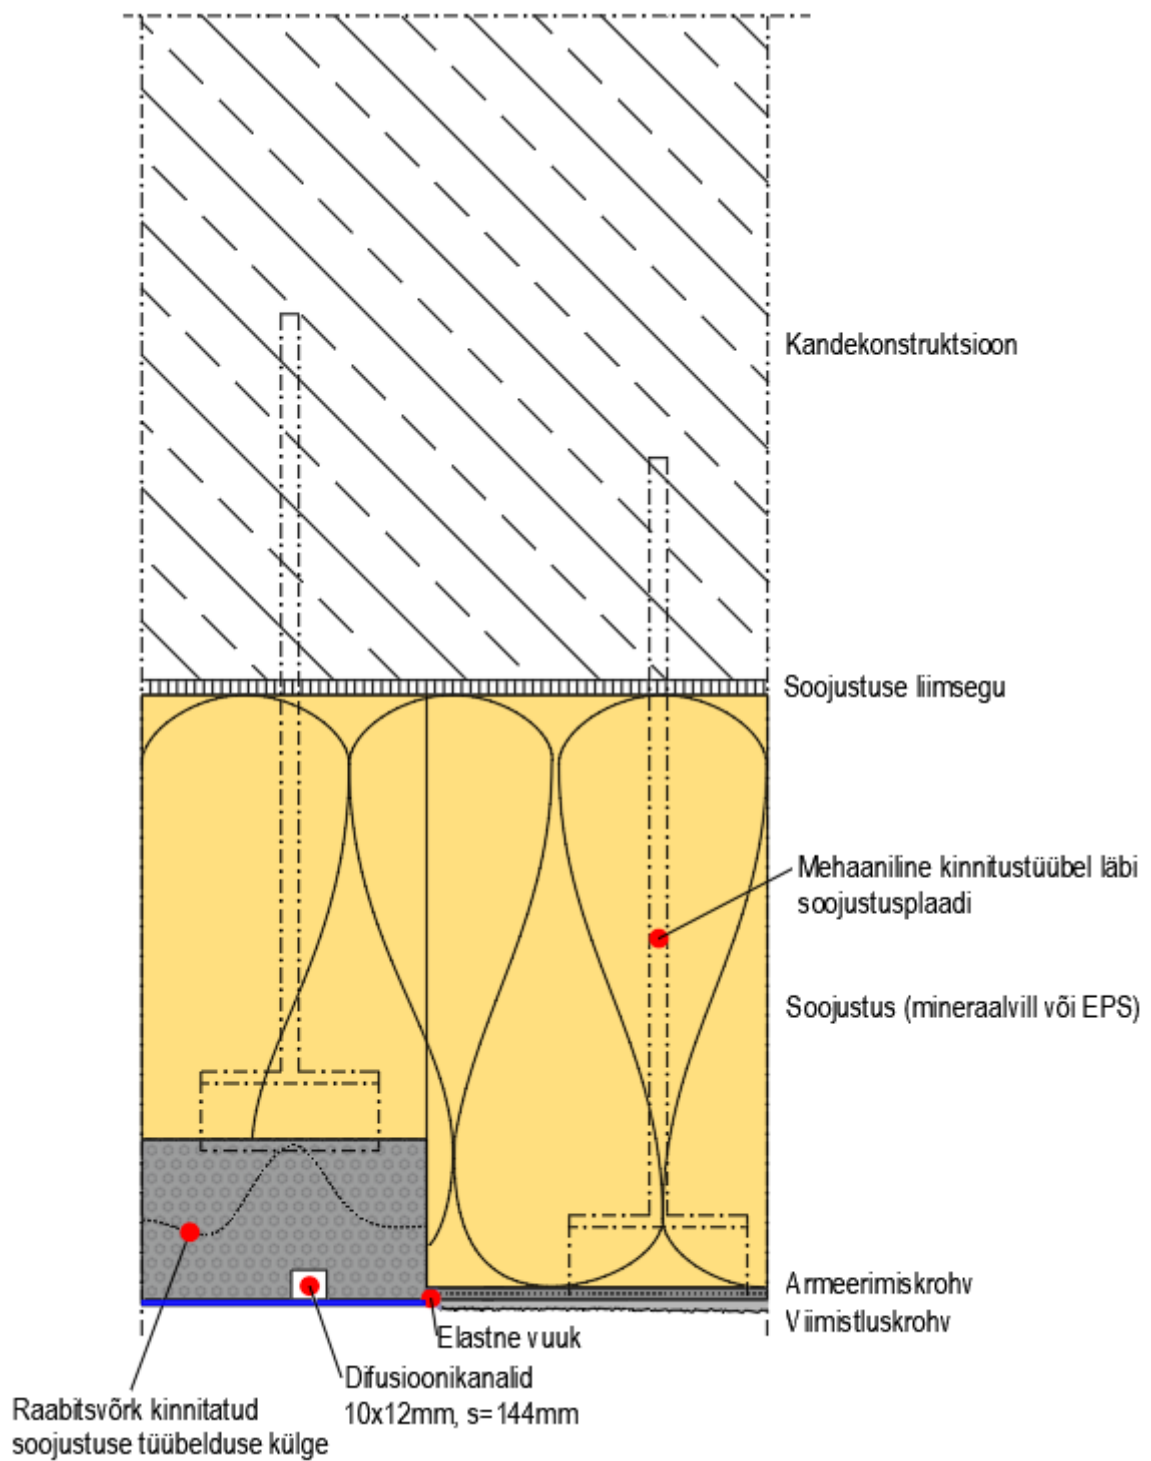 Kandekonstruktsioon
Soojustuse liimsegu
Mehaaniline kinnitustüübel läbi
soojustusplaadi
Soojustus (mineraalvill või EPS)
Armeerimiskrohv
Viimistluskrohv
Elastne vuuk
Difusioonikanalid
10x12mm, s=144mm
Raabitsvõrk kinnitatud
soojustuse tüübelduse külge